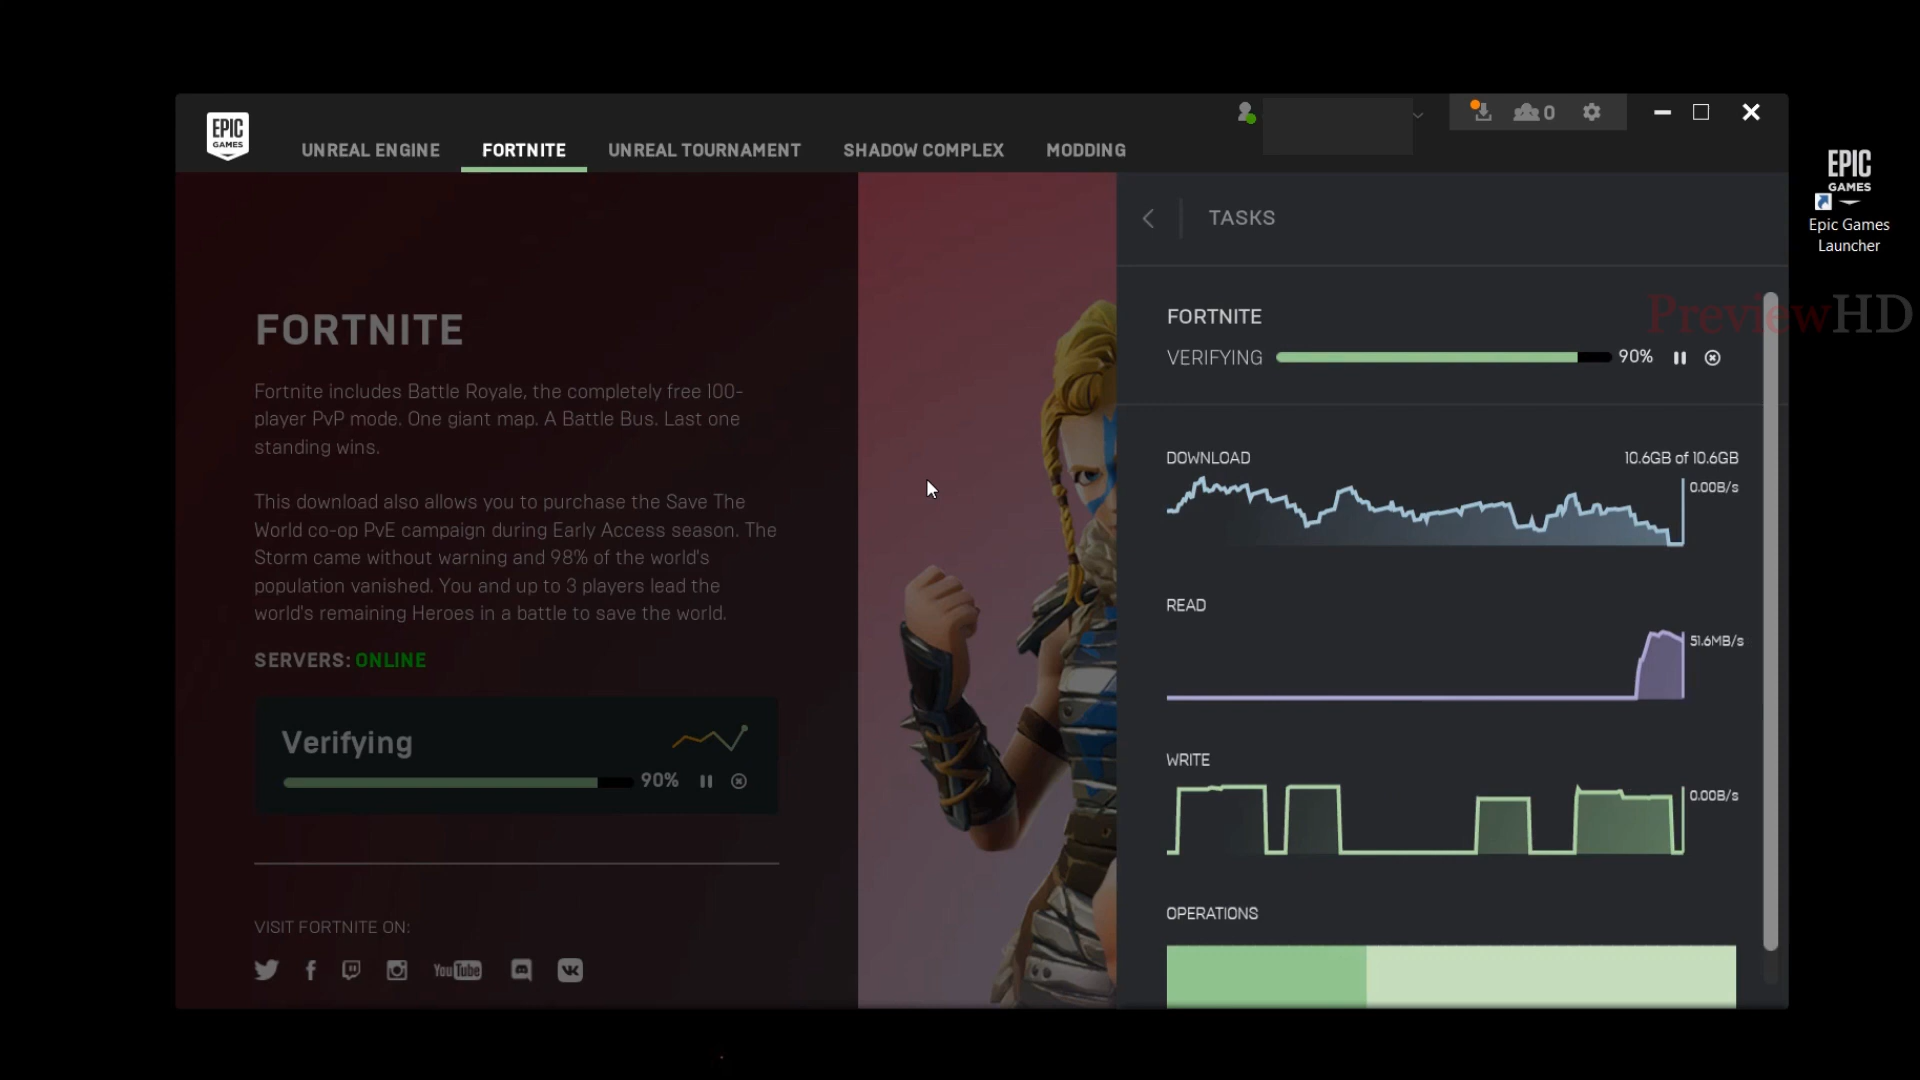 EPIC
GAMES
UNREAL ENGINE
FORTNITE
UNREAL TOURNAMENT
SHADOW COMPLEX
MODDING
0
EPIC
GAMES
Epic Games
Launcher
FORTNITE
Fortnite includes Battle Royale, the completely free 100-
player PvP mode. One giant map. A Battle Bus. Last one
standing wins.
This download also allows you to purchase the Save The
World co-op PvE campaign during Early Access season. The
Storm came without warning and 98% of the world's
population vanished. You and up to 3 players lead the
world's remaining Heroes in a battle to save the world.
SERVERS: ONLINE
Verifying
90%
VISIT FORTNITE ON:
YouTube
TASKS
FORTNITE
VERIFYING 90%
PreviewHD
DOWNLOAD 10.6GB of 10.6GB
0.00B/s
READ
51.6MB/s
WRITE
0.00B/s
OPERATIONS